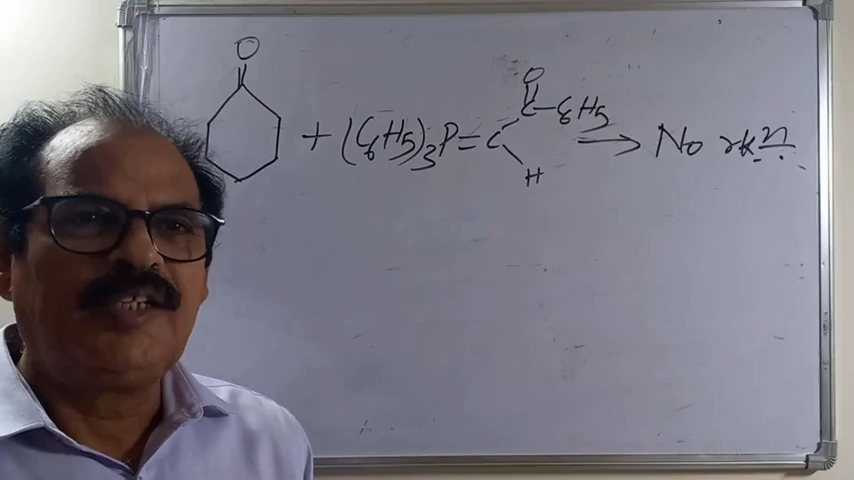 O
O
+ (C6H5)3P=C C-C6H5 → No rxn
H